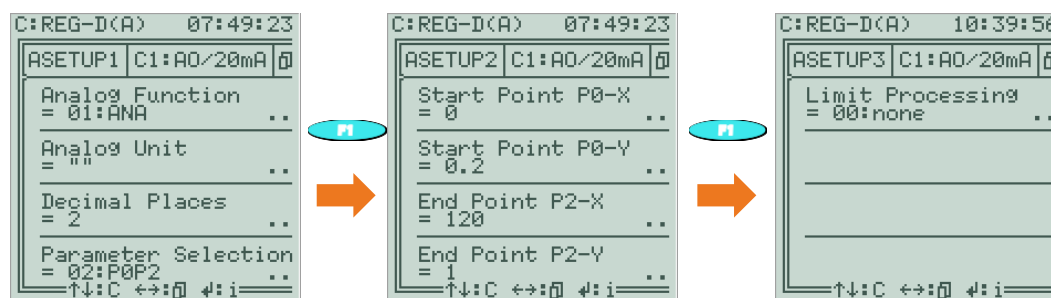 C:REG-D(A) 07:49:23
ASETUP1 C1:AO/20mA
Analog Function
= 01:ANA ..
Analog Unit
= "" ..
Decimal Places
= 2 ..
Parameter Selection
= 02:P0P2 ..
↑↓:C ←→: ↲:i
P1
C:REG-D(A) 07:49:23
ASETUP2 C1:AO/20mA
Start Point P0-X
= 0 ..
Start Point P0-Y
= 0.2 ..
End Point P2-X
= 120 ..
End Point P2-Y
= 1 ..
↑↓:C ←→: ↲:i
P1
C:REG-D(A) 10:39:56
ASETUP3 C1:AO/20mA
Limit Processing
= 00:none ..
↑↓:C ←→: ↲:i